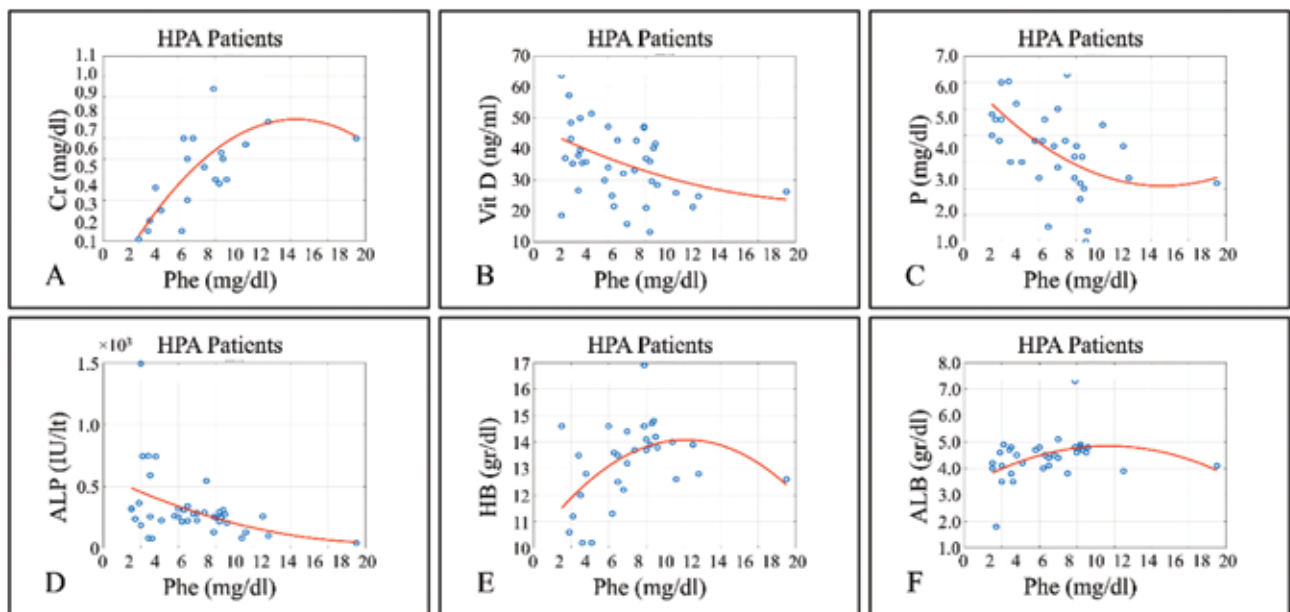 HPA Patients
1.1
1.0
0.9
0.8
0.7
0.6
0.5
0.4
0.3
0.2
0.1
Cr (mg/dl)
0 2 4 6 8 10 12 14 16 18 20
A Phe (mg/dl)
HPA Patients
70
60
50
40
30
20
10
Vit D (ng/ml)
0 2 4 6 8 10 12 14 16 18 20
B Phe (mg/dl)
HPA Patients
7.0
6.0
5.0
4.0
3.0
2.0
1.0
P (mg/dl)
0 2 4 6 8 10 12 14 16 18 20
C Phe (mg/dl)
HPA Patients
×10³
1.5
1.0
0.5
0
ALP (IU/lt)
0 2 4 6 8 10 12 14 16 18 20
D Phe (mg/dl)
HPA Patients
17
16
15
14
13
12
11
10
HB (gr/dl)
0 2 4 6 8 10 12 14 16 18 20
E Phe (mg/dl)
HPA Patients
8.0
7.0
6.0
5.0
4.0
3.0
2.0
1.0
ALB (gr/dl)
0 2 4 6 8 10 12 14 16 18 20
F Phe (mg/dl)